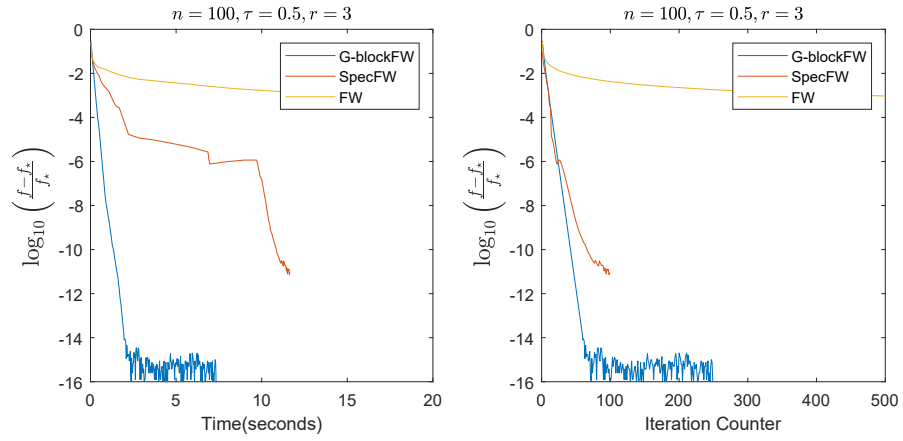 n = 100, τ = 0.5, r = 3
0
-2
-4
-6
-8
-10
-12
-14
-16
log₁₀ ( (f−f⋆)/f⋆ )
0
5
10
15
20
Time(seconds)
G-blockFW
SpecFW
FW
n = 100, τ = 0.5, r = 3
0
-2
-4
-6
-8
-10
-12
-14
-16
log₁₀ ( (f−f⋆)/f⋆ )
0
100
200
300
400
500
Iteration Counter
G-blockFW
SpecFW
FW